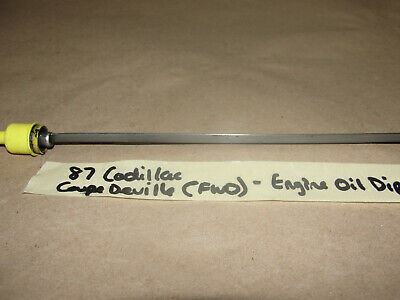 87 Cadillac
Coupe Deville (FWD) - Engine Oil Dip